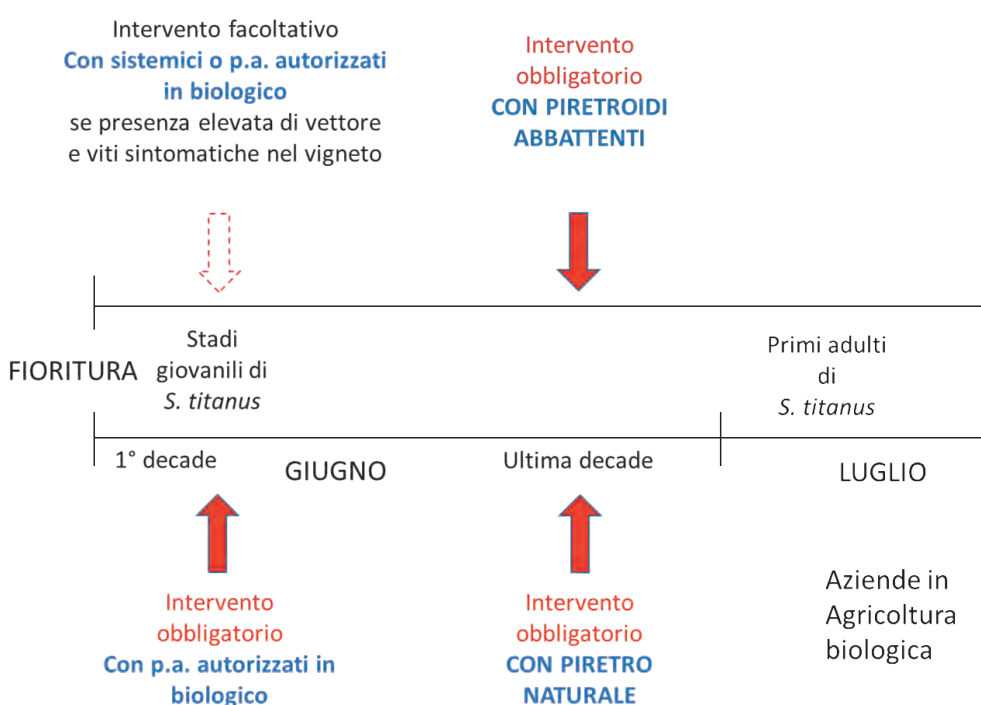 Intervento facoltativo
Con sistemici o p.a. autorizzati
in biologico
se presenza elevata di vettore
e viti sintomatiche nel vigneto
Intervento
obbligatorio
CON PIRETROIDI
ABBATTENTI
FIORITURA
Stadi
giovanili di
S. titanus
Primi adulti
di
S. titanus
1° decade
GIUGNO
Ultima decade
LUGLIO
Intervento
obbligatorio
Con p.a. autorizzati in
biologico
Intervento
obbligatorio
CON PIRETRO
NATURALE
Aziende in
Agricoltura
biologica